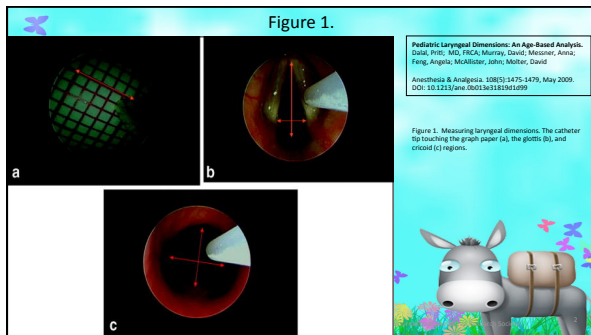 Figure 1.
a
b
c
Pediatric Laryngeal Dimensions: An Age-Based Analysis.
Dalal, Priti; MD, FRCA; Murray, David; Messner, Anna;
Feng, Angela; McAllister, John; Molter, David
Anesthesia & Analgesia. 108(5):1475-1479, May 2009.
DOI: 10.1213/ane.0b013e31819d1d99
Figure 1. Measuring laryngeal dimensions. The catheter
tip touching the graph paper (a), the glottis (b), and
cricoid (c) regions.
2